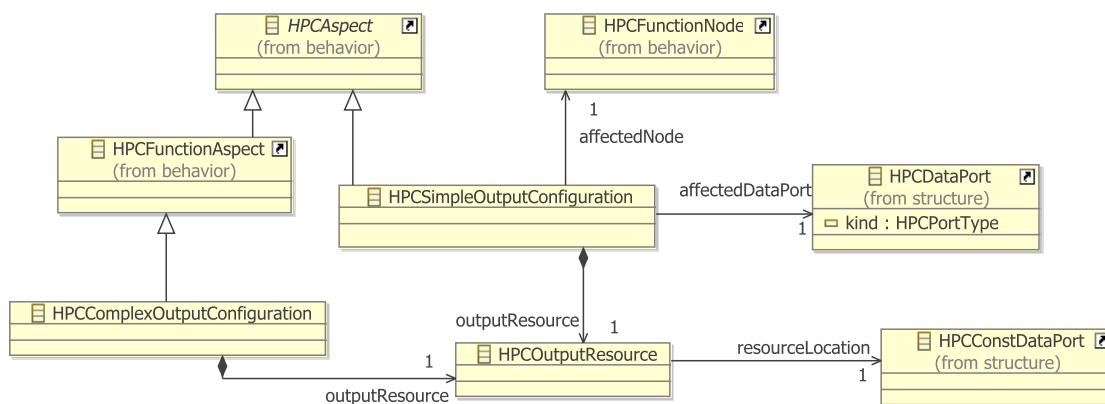 HPCAspect
(from behavior)
HPCFunctionNode
(from behavior)
1
affectedNode
HPCFunctionAspect
(from behavior)
HPCSimpleOutputConfiguration
affectedDataPort
1
HPCDataPort
(from structure)
kind : HPCPortType
HPCComplexOutputConfiguration
outputResource
1
HPCOutputResource
1
outputResource
resourceLocation
1
HPCConstDataPort
(from structure)